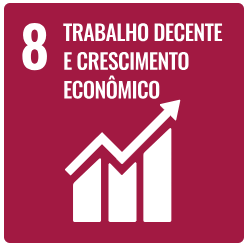 8 TRABALHO DECENTE
E CRESCIMENTO
ECONÔMICO